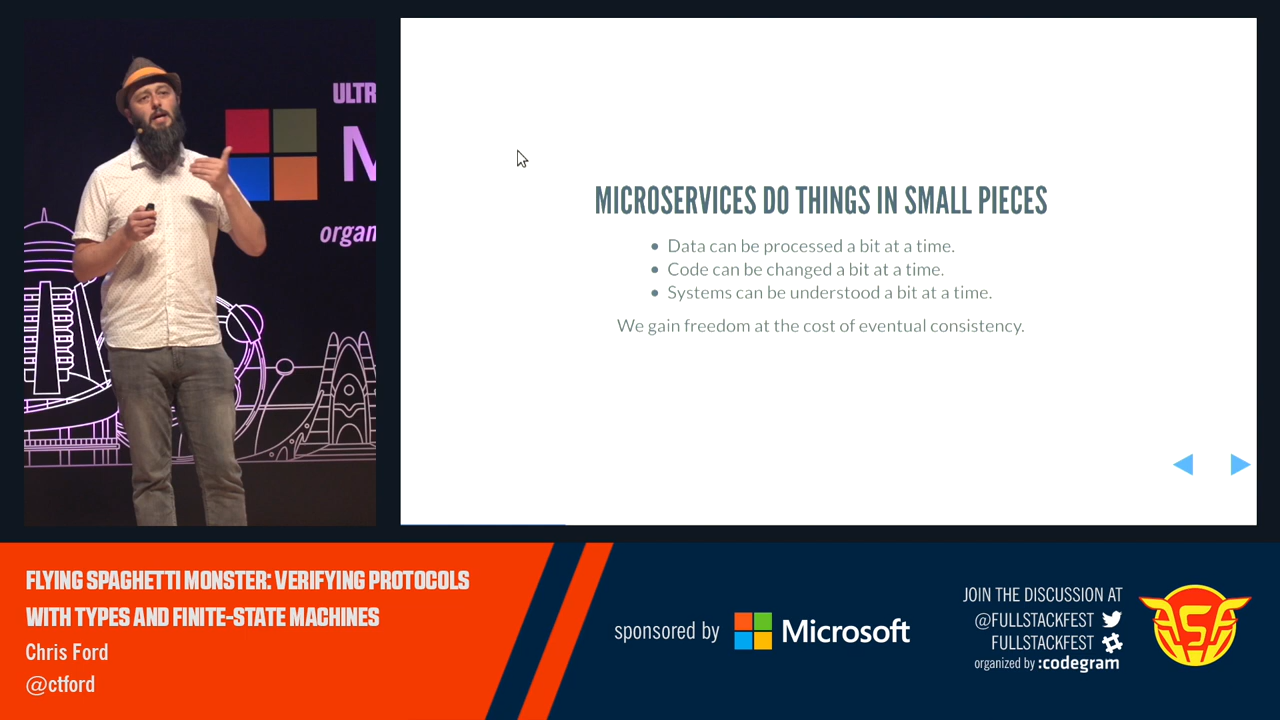 ULTR
M
organ
MICROSERVICES DO THINGS IN SMALL PIECES
• Data can be processed a bit at a time.
• Code can be changed a bit at a time.
• Systems can be understood a bit at a time.
We gain freedom at the cost of eventual consistency.
FLYING SPAGHETTI MONSTER: VERIFYING PROTOCOLS
WITH TYPES AND FINITE-STATE MACHINES
Chris Ford
@ctford
sponsored by Microsoft
JOIN THE DISCUSSION AT
@FULLSTACKFEST
FULLSTACKFEST
organized by :codegram
FSF